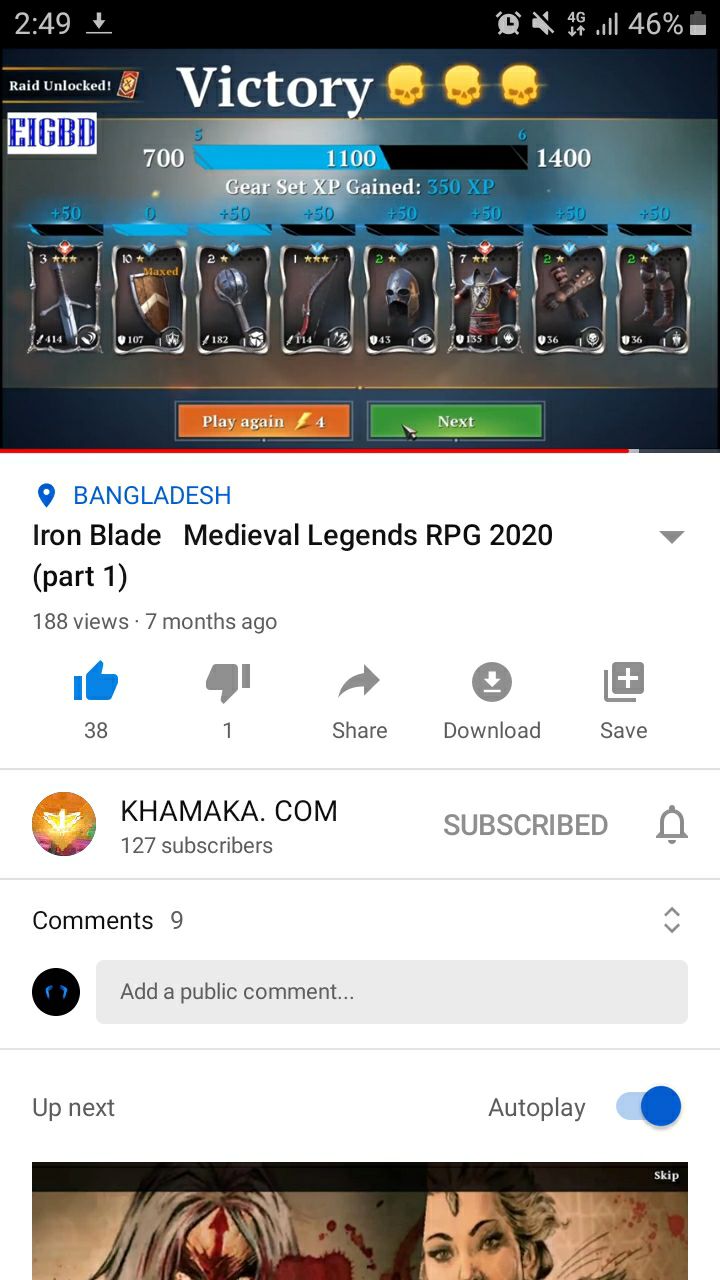 2:49
4G
46%
Raid Unlocked!
Victory
EIGBD
5
6
700
1100
1400
Gear Set XP Gained: 350 XP
+50 0 +50 +50 +50 +50 +50 +50
3 10 2 1 2 7 2 2
Maxed
414 107 182 114 43 135 36 36
Play again 4
Next
BANGLADESH
Iron Blade Medieval Legends RPG 2020
(part 1)
188 views · 7 months ago
38
1
Share
Download
Save
KHAMAKA. COM
127 subscribers
SUBSCRIBED
Comments 9
Add a public comment...
Up next
Autoplay
Skip